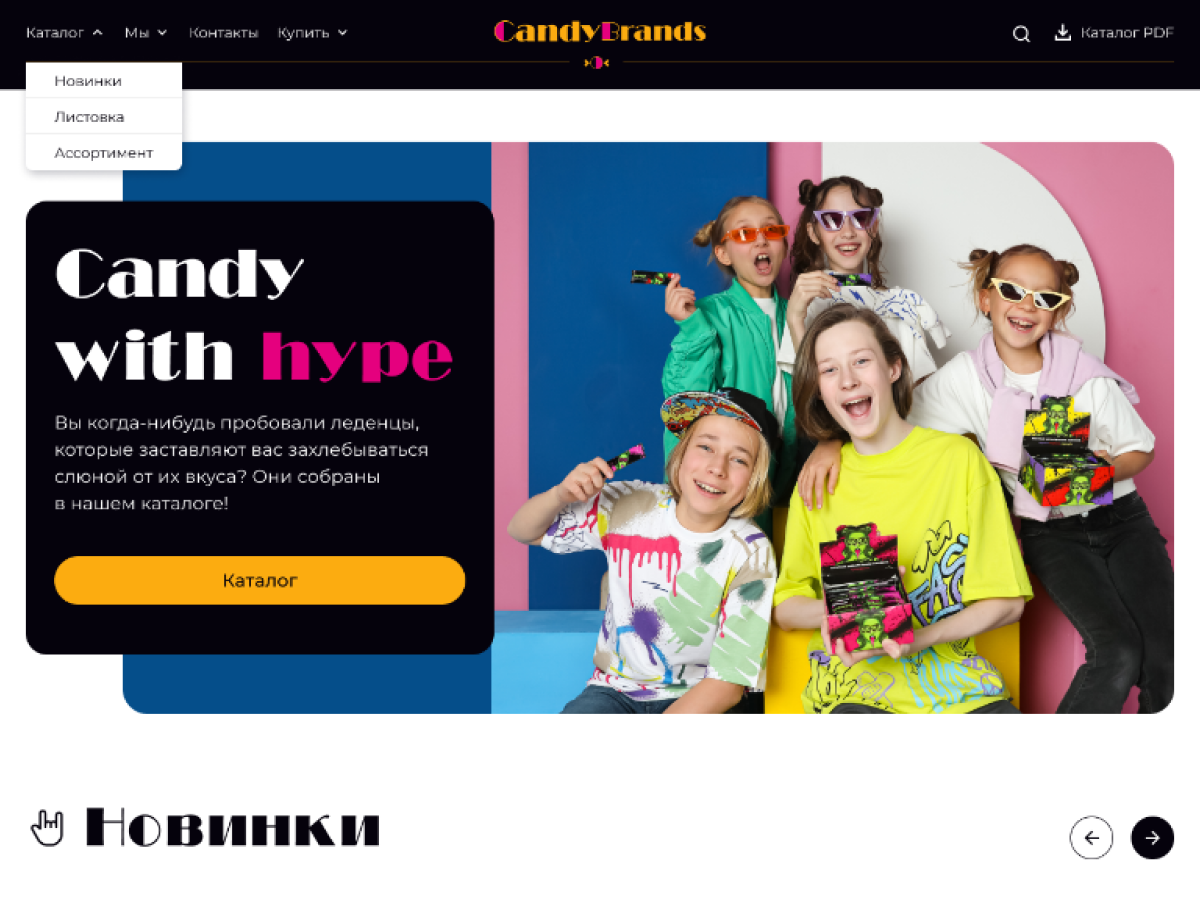 Каталог Мы Контакты Купить CandyBrands Каталог PDF
Новинки
Листовка
Ассортимент
Candy
with hype
Вы когда-нибудь пробовали леденцы,
которые заставляют вас захлебываться
слюной от их вкуса? Они собраны
в нашем каталоге!
Каталог
FAS
Новинки